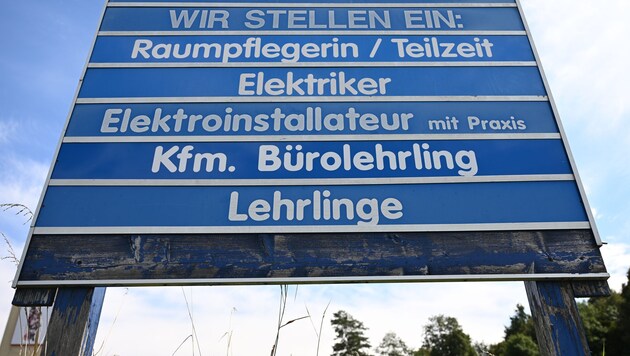 WIR STELLEN EIN:
Raumpflegerin / Teilzeit
Elektriker
Elektroinstallateur mit Praxis
Kfm. Bürolehrling
Lehrlinge